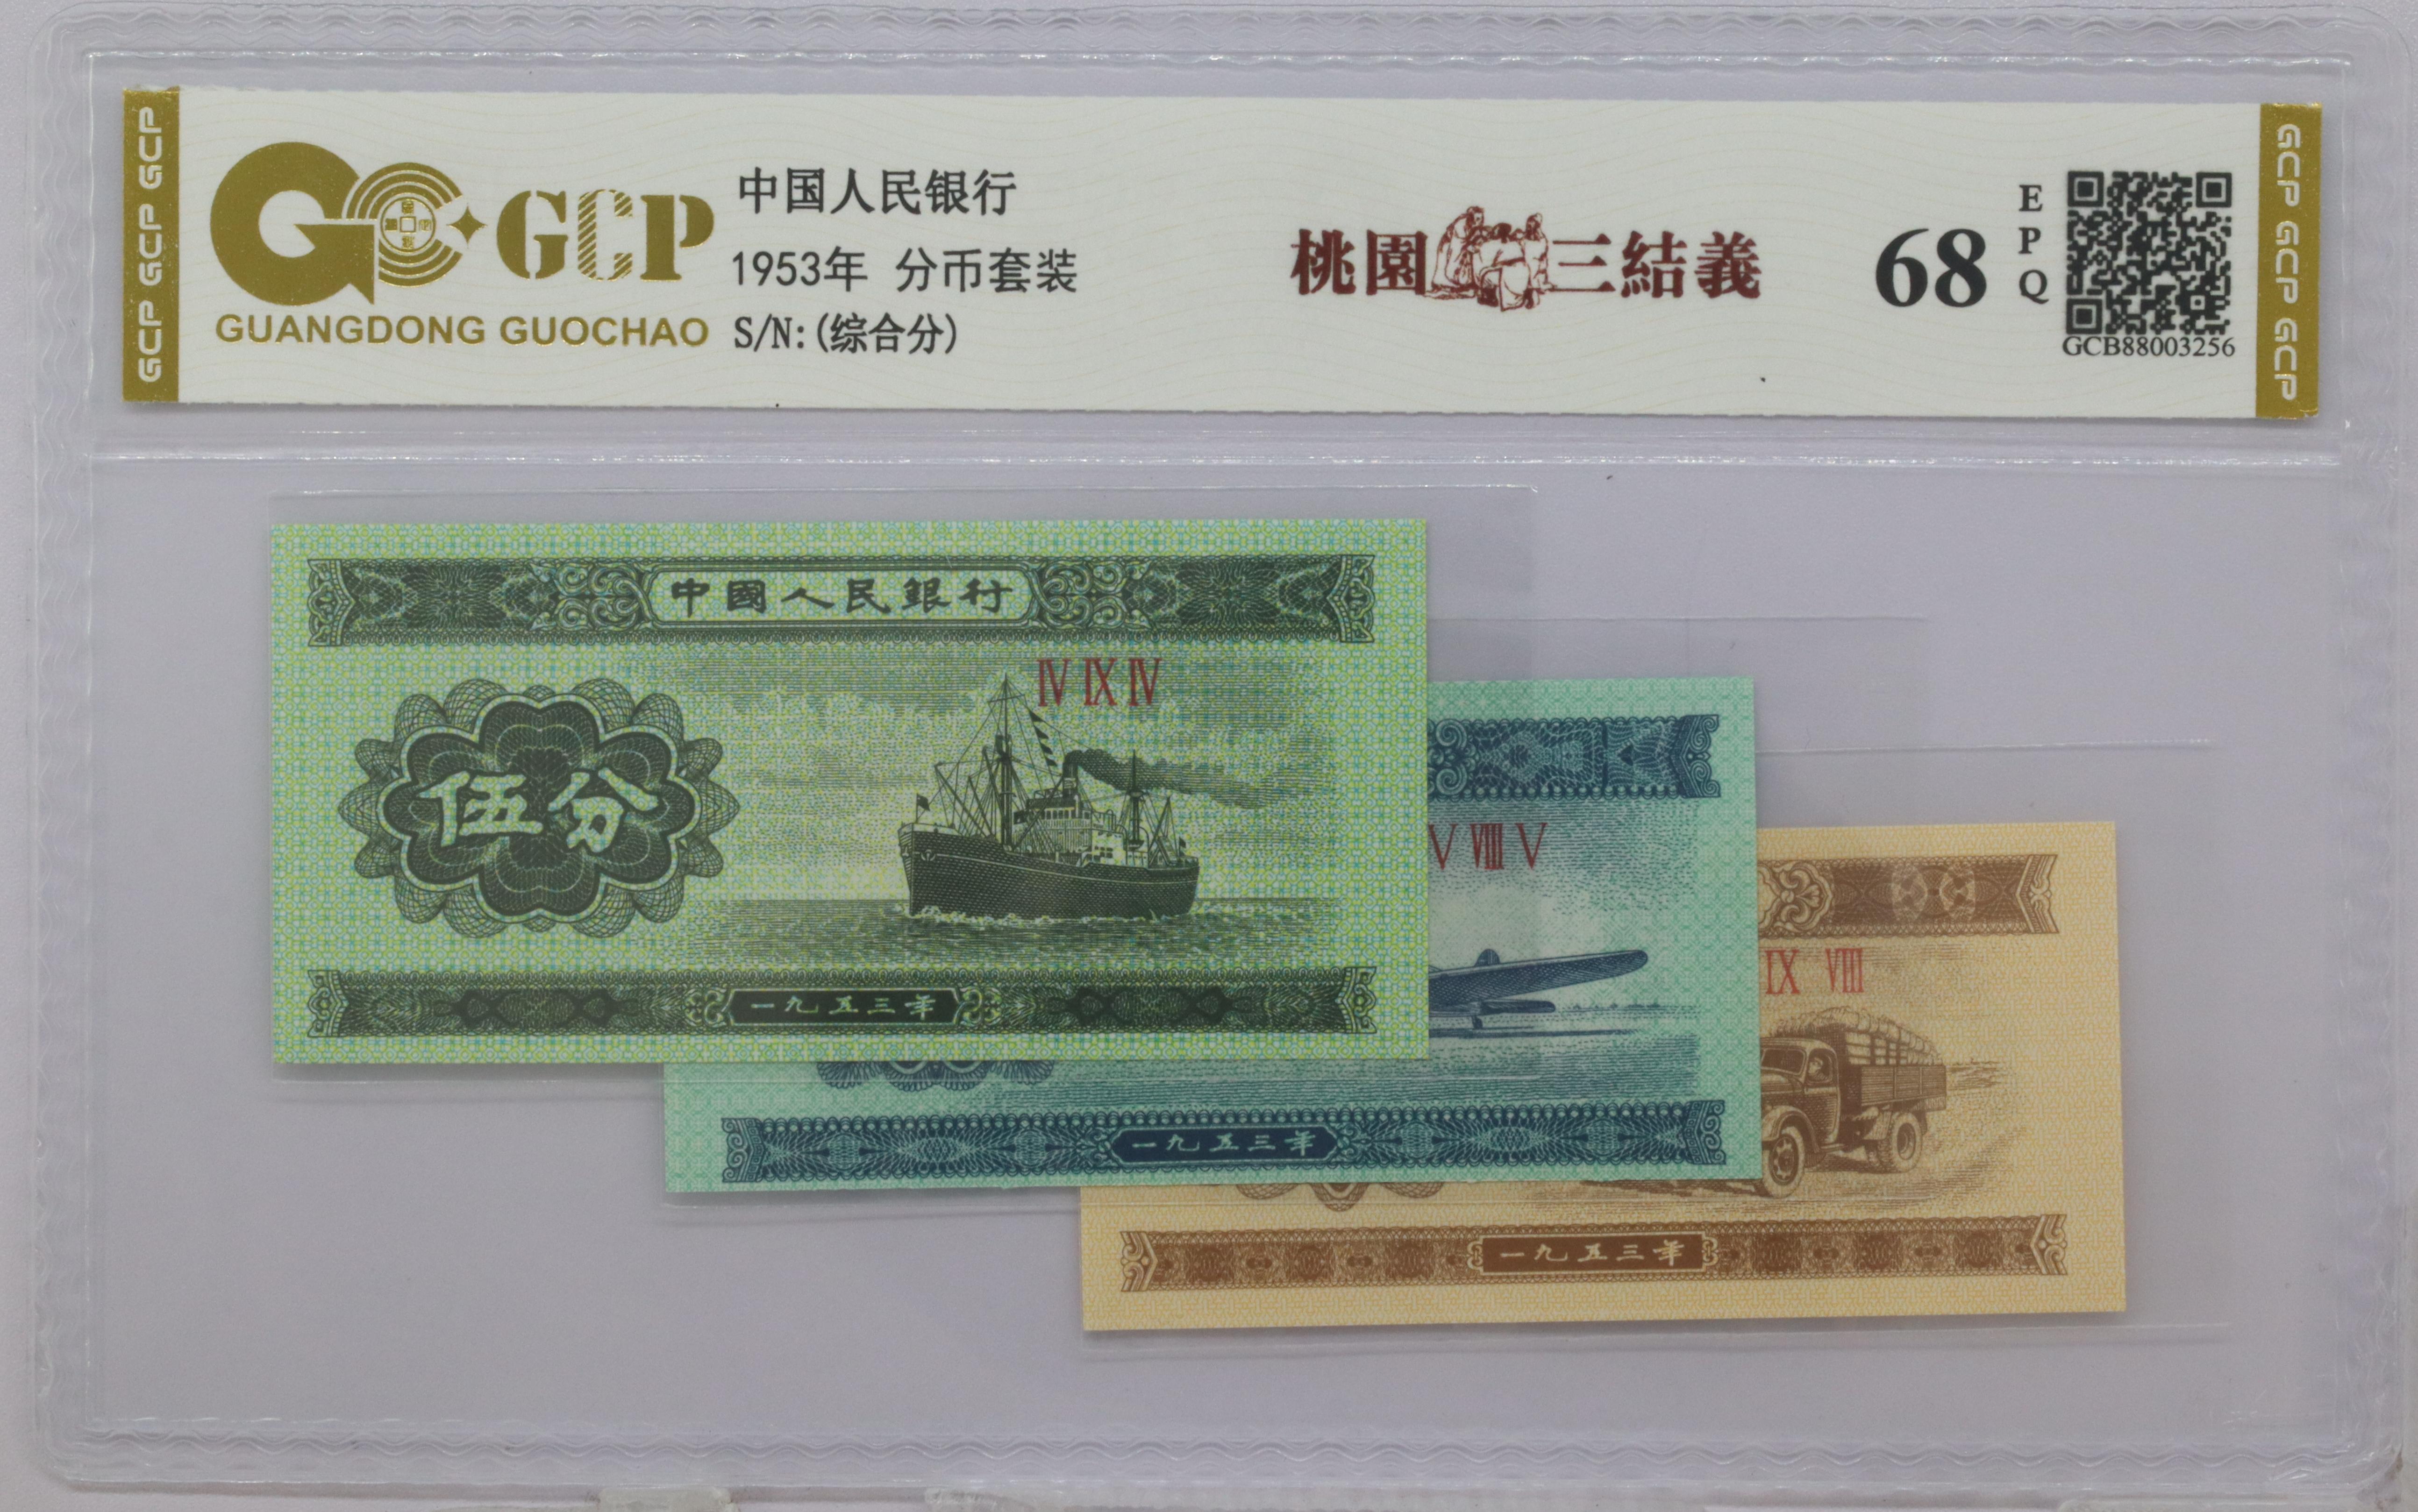 GCP GCP GCP
GCP
GUANGDONG GUOCHAO
中国人民银行
1953年 分币套装
S/N:(综合分)
桃園三結義
68
EPQ
GCB88003256
GCP GCP GCP
中國人民銀行
IV IX IV
伍分
一九五三年
V VIII V
一九五三年
IX VIII
一九五三年